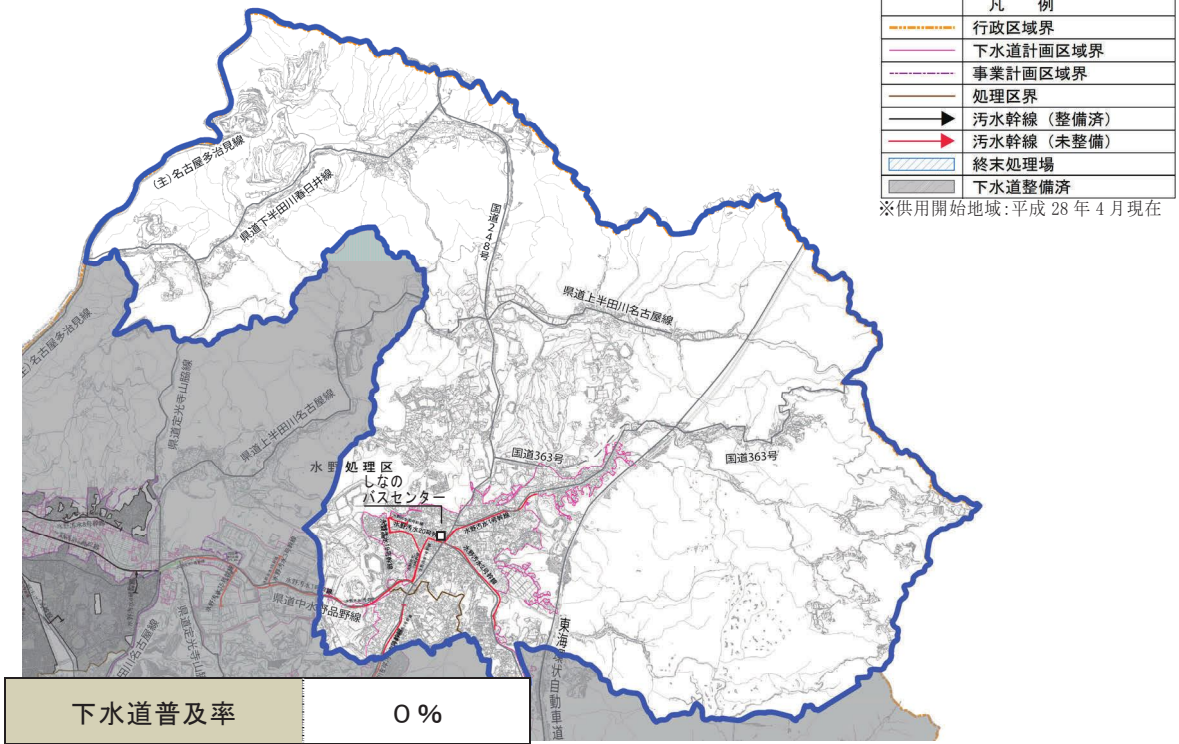 凡 例
行政区域界
下水道計画区域界
事業計画区域界
処理区界
汚水幹線（整備済）
汚水幹線（未整備）
終末処理場
下水道整備済
※供用開始地域:平成 28 年 4 月現在
(主)名古屋多治見線
県道下半田川春日井線
国道248号
県道上半田川名古屋線
(主)名古屋多治見線
県道定光寺山脇線
県道上半田川名古屋線
国道363号
国道363号
水野処理区
しなの
バスセンター
県道中水野品野線
県道定光寺山脇線
田川名古屋線
東海環状自動車道
下水道普及率
0％